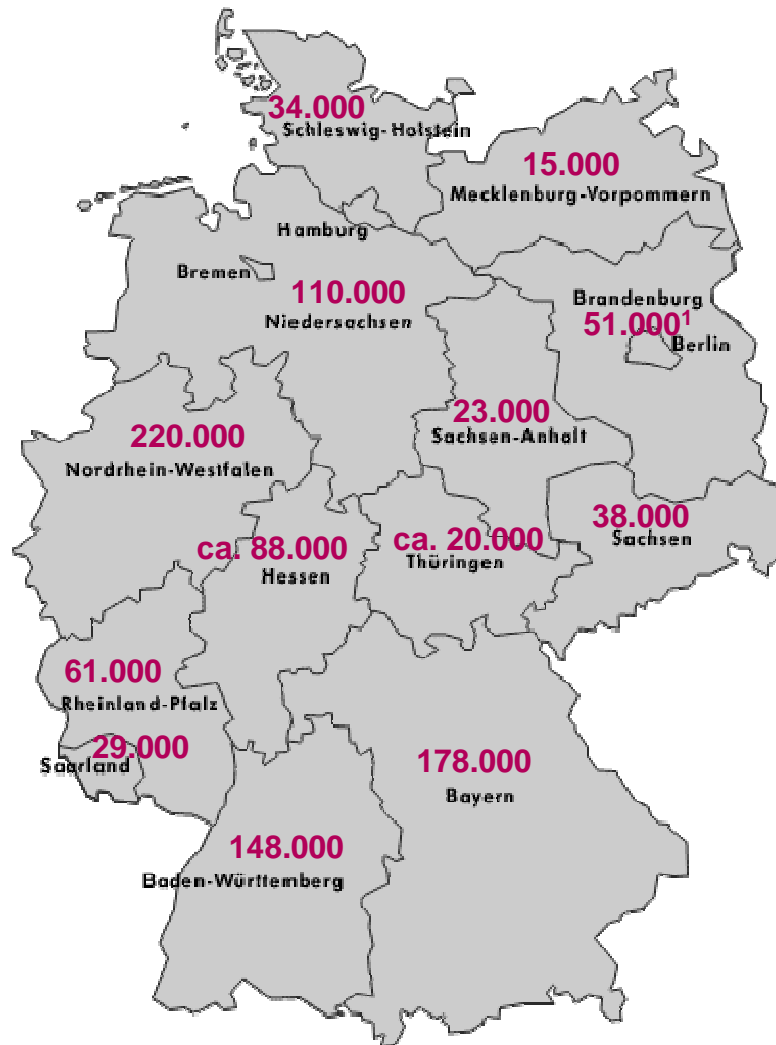 34.000
Schleswig-Holstein
15.000
Mecklenburg-Vorpommern
Hamburg
Bremen
110.000
Niedersachsen
Brandenburg
51.000¹
Berlin
220.000
Nordrhein-Westfalen
23.000
Sachsen-Anhalt
ca. 88.000
Hessen
ca. 20.000
Thüringen
38.000
Sachsen
61.000
Rheinland-Pfalz
29.000
Saarland
178.000
Bayern
148.000
Baden-Württemberg